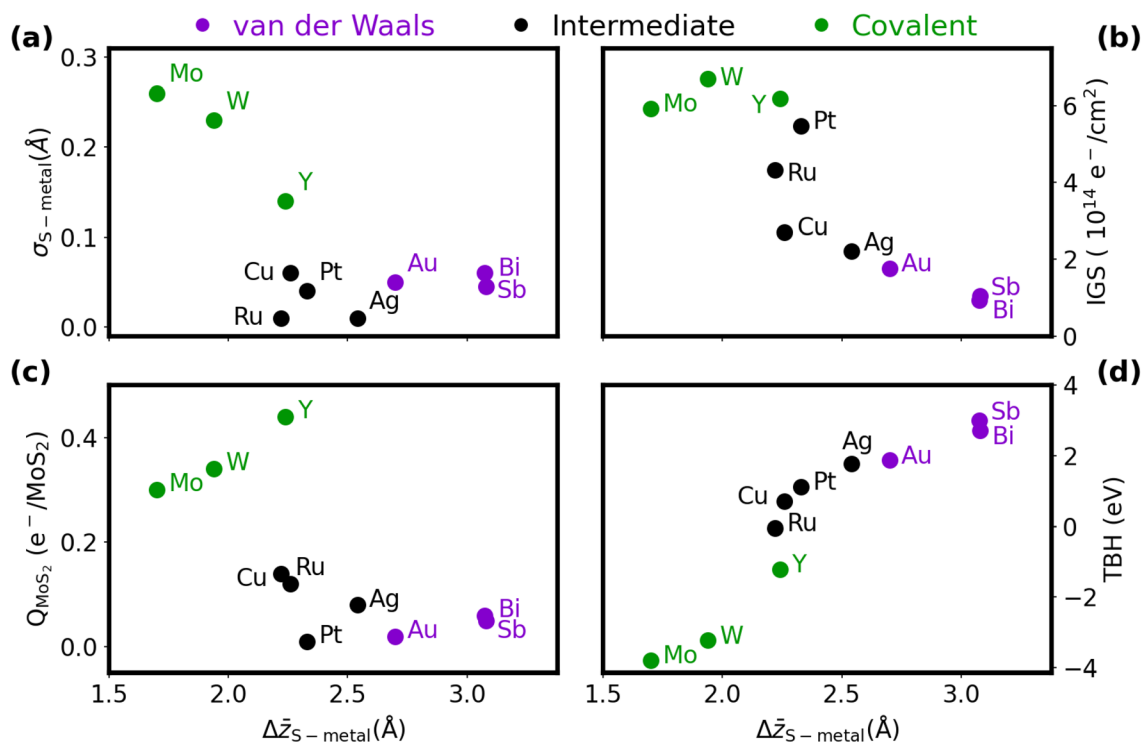 van der Waals Intermediate Covalent
(a)
0.3
0.2
0.1
0.0
σS−metal(Å)
Mo
W
Y
Cu
Pt
Ru
Ag
Au
Bi
Sb
(b)
6
4
2
0
IGS ( 10¹⁴ e⁻/cm²)
Mo
W
Y
Pt
Ru
Cu
Ag
Au
Sb
Bi
(c)
0.4
0.2
0.0
QMoS₂ (e⁻/MoS₂)
Y
W
Mo
Cu
Ru
Ag
Pt
Au
Bi
Sb
1.5 2.0 2.5 3.0
Δz̄S−metal(Å)
(d)
4
2
0
−2
−4
TBH (eV)
Sb
Bi
Ag
Au
Cu
Pt
Ru
Y
W
Mo
1.5 2.0 2.5 3.0
Δz̄S−metal(Å)